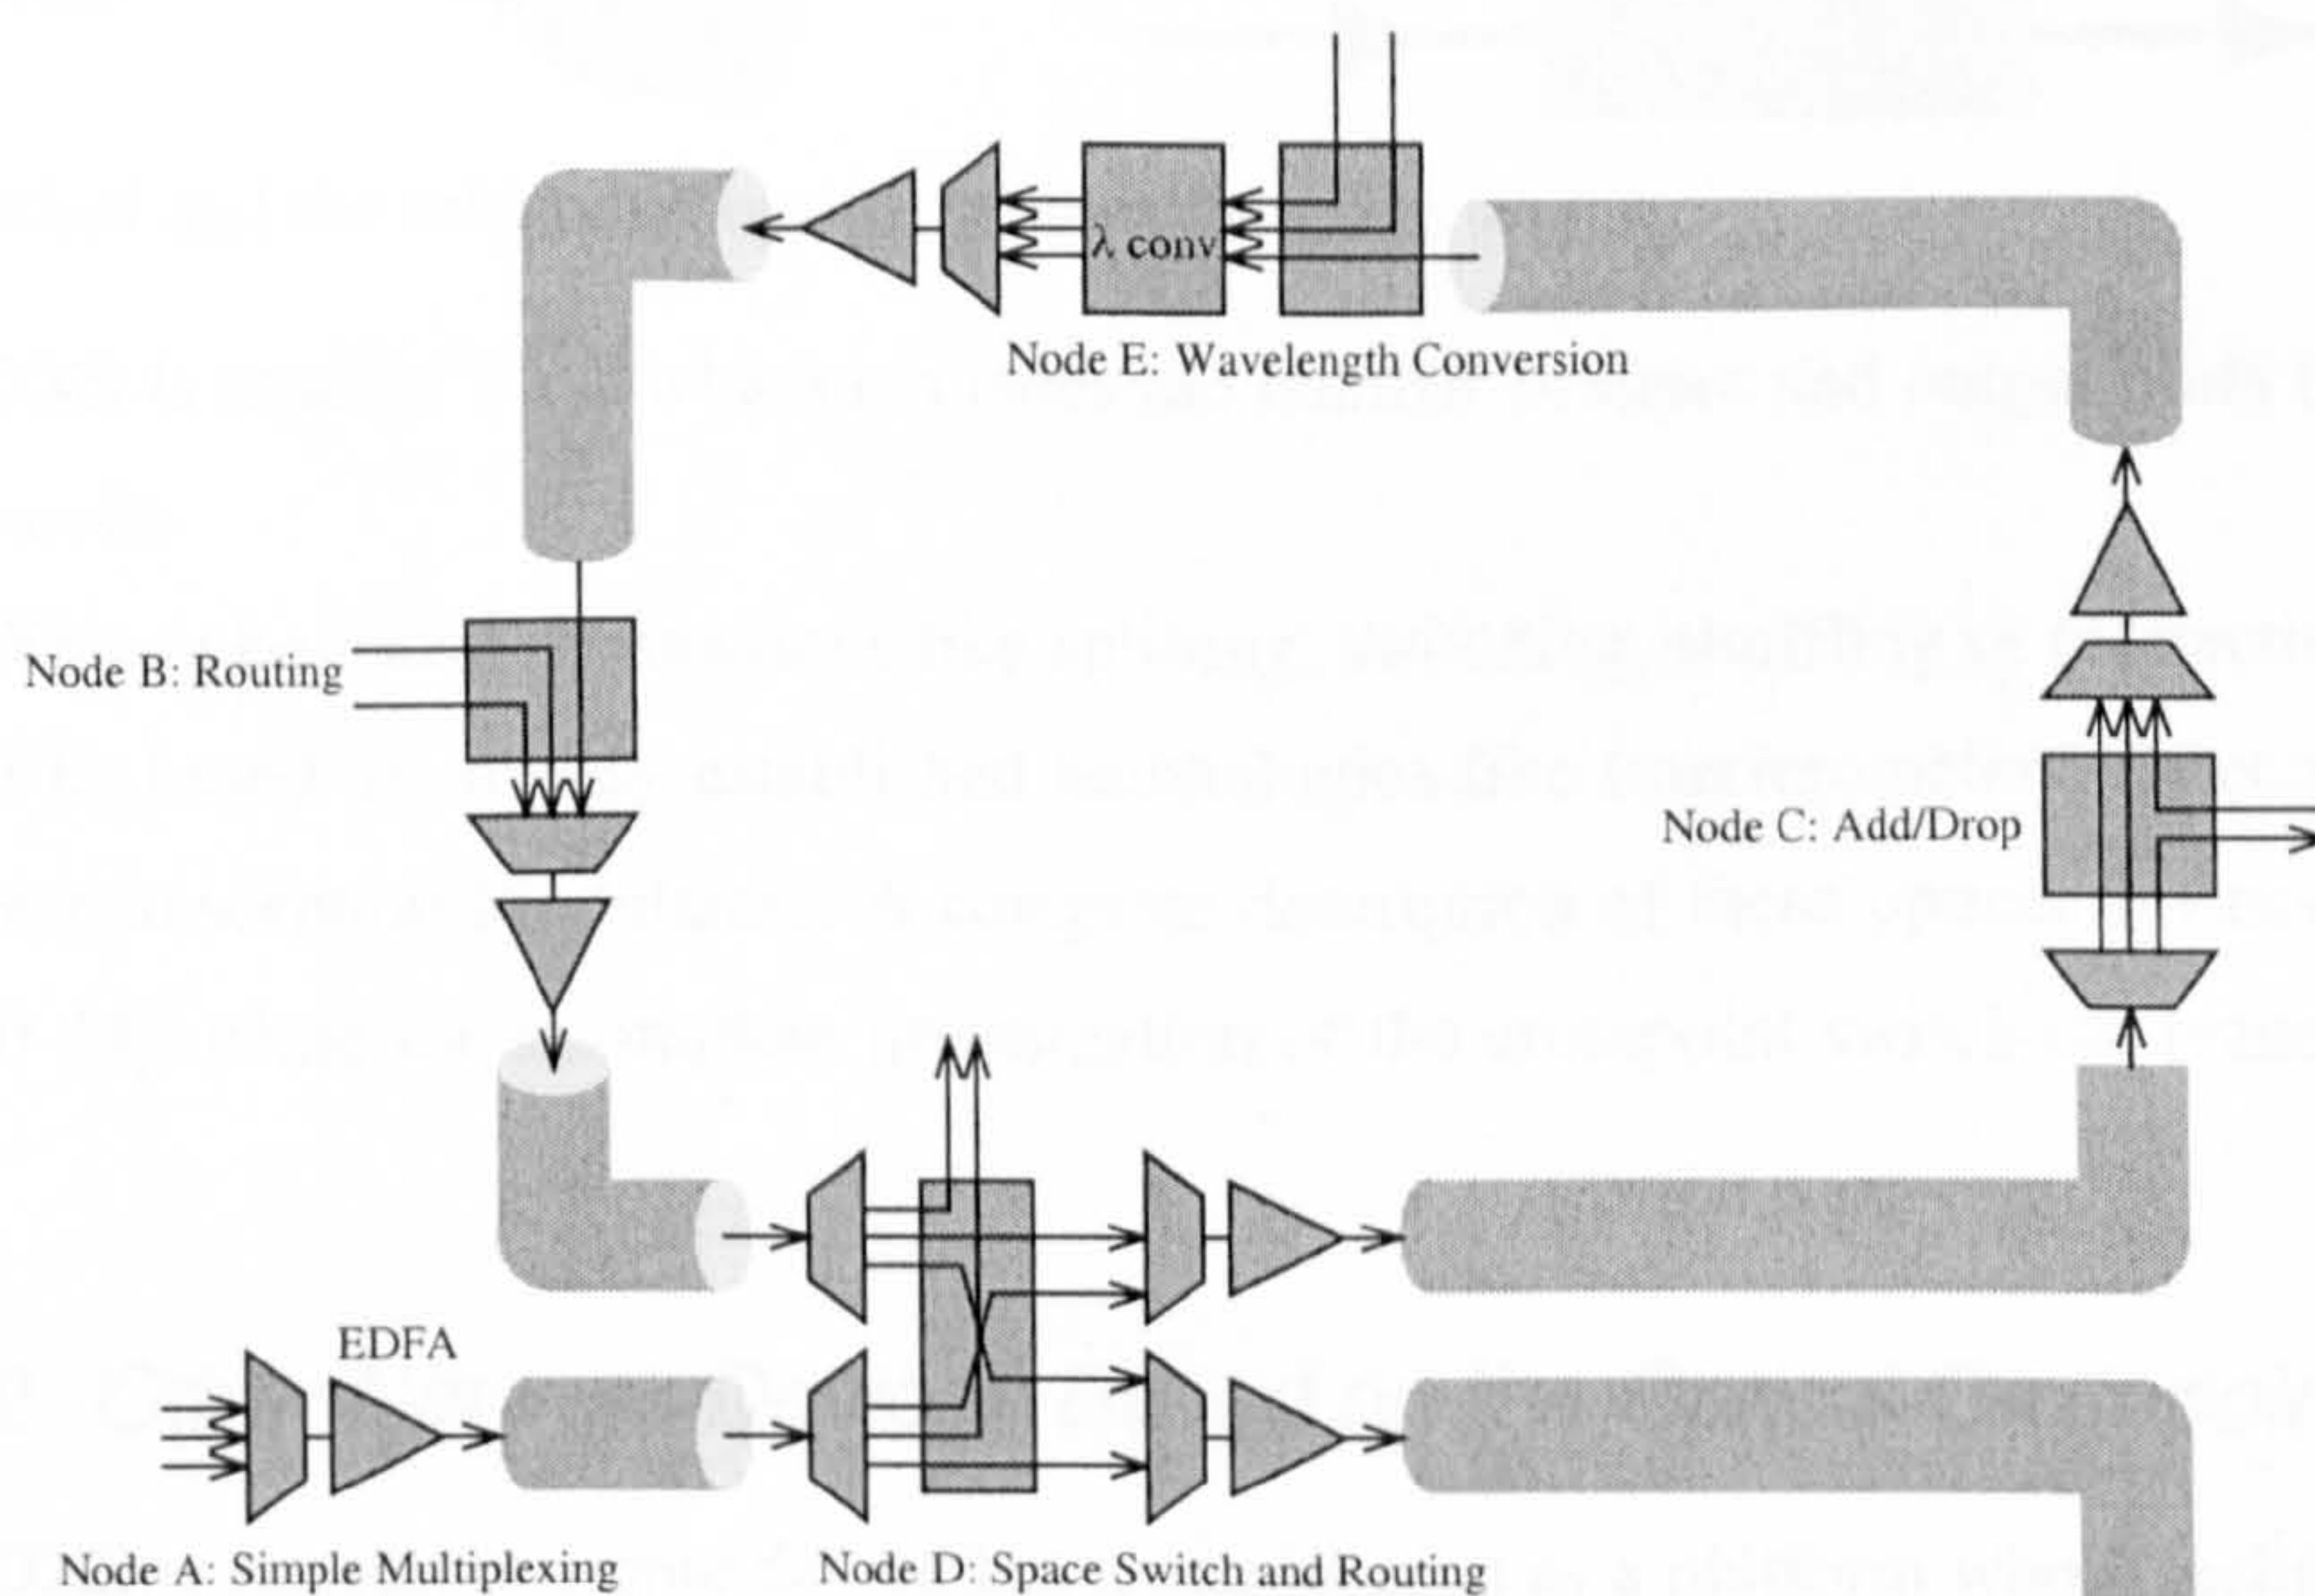 λ conv
Node E: Wavelength Conversion
Node B: Routing
Node C: Add/Drop
EDFA
Node A: Simple Multiplexing
Node D: Space Switch and Routing